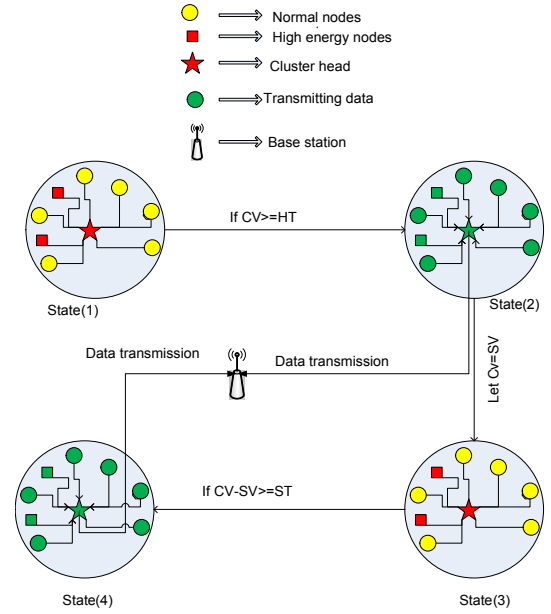 Normal nodes
High energy nodes
Cluster head
Transmitting data
Base station
If CV>=HT
State(1)
State(2)
Data transmission
Data transmission
Let Cv=SV
If CV-SV>=ST
State(4)
State(3)